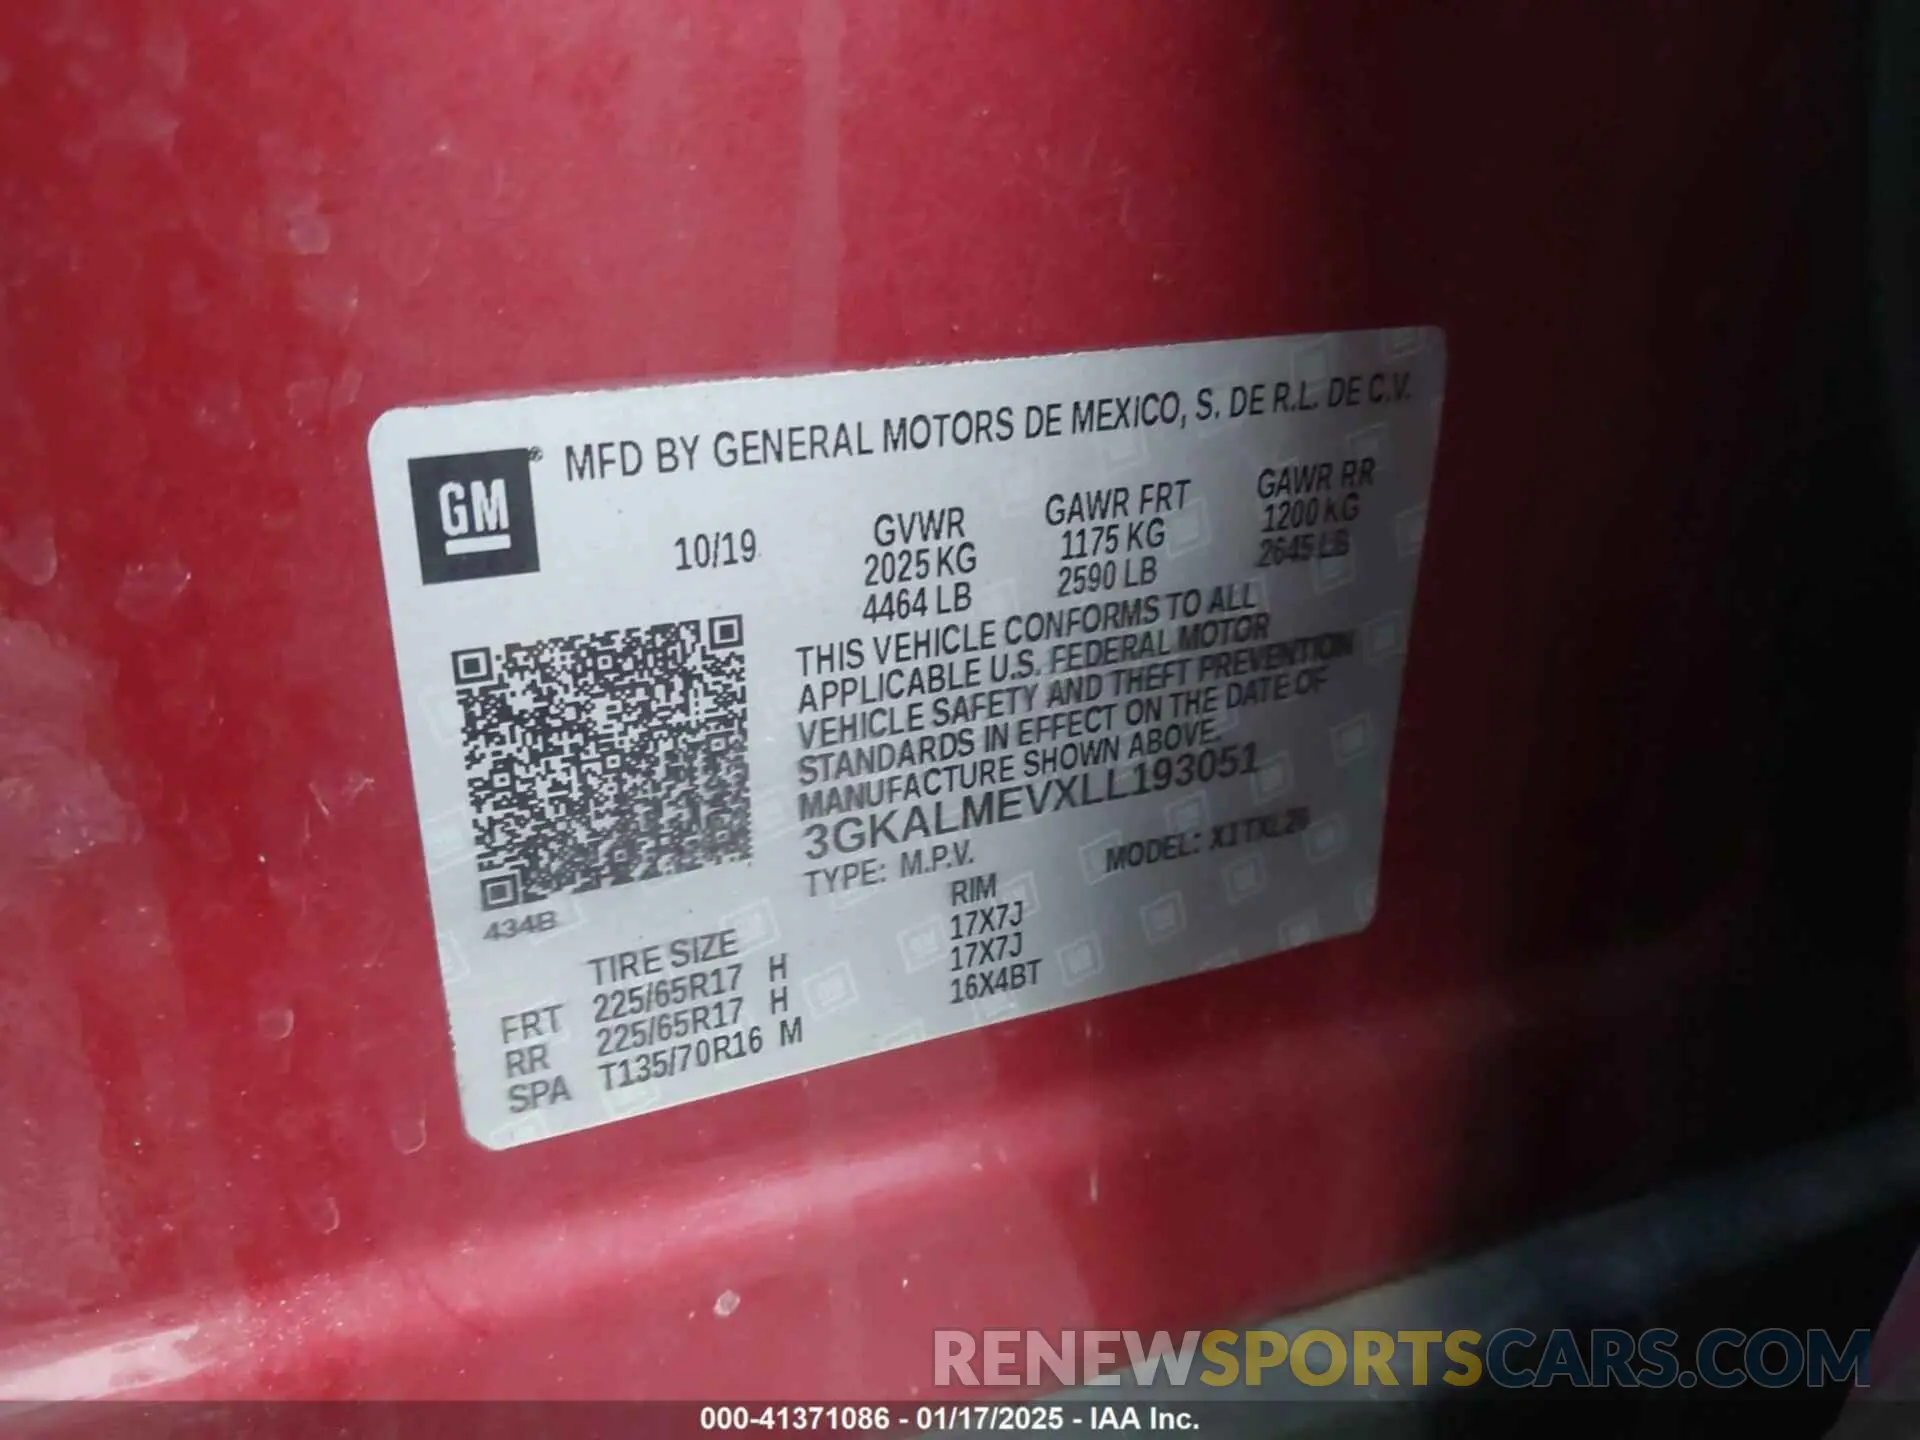 GM® MFD BY GENERAL MOTORS DE MEXICO, S. DE R.L. DE C.V.
10/19 GVWR GAWR FRT GAWR RR
2025 KG 1175 KG 1200 KG
4464 LB 2590 LB 2645 LB
THIS VEHICLE CONFORMS TO ALL
APPLICABLE U.S. FEDERAL MOTOR
VEHICLE SAFETY AND THEFT PREVENTION
STANDARDS IN EFFECT ON THE DATE OF
MANUFACTURE SHOWN ABOVE.
3GKALMEVXLL193051
TYPE: M.P.V. MODEL:
434B
TIRE SIZE RIM
FRT 225/65R17 H 17X7J
RR 225/65R17 H 17X7J
SPA T135/70R16 M 16X4BT
RENEWSPORTSCARS.COM
000-41371086 - 01/17/2025 - IAA Inc.